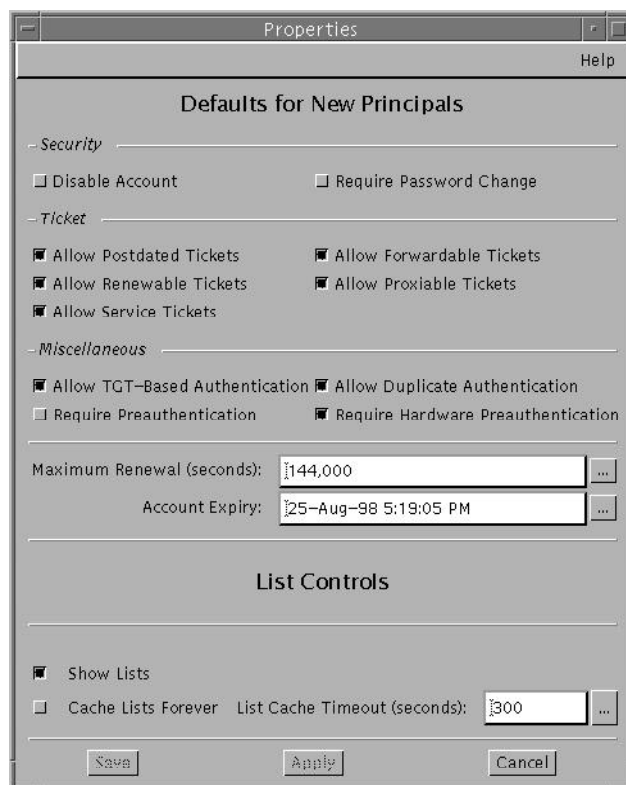 Properties
Help
Defaults for New Principals
Security
Disable Account Require Password Change
Ticket
Allow Postdated Tickets Allow Forwardable Tickets
Allow Renewable Tickets Allow Proxiable Tickets
Allow Service Tickets
Miscellaneous
Allow TGT-Based Authentication Allow Duplicate Authentication
Require Preauthentication Require Hardware Preauthentication
Maximum Renewal (seconds): 144,000 ...
Account Expiry: 25-Aug-98 5:19:05 PM ...
List Controls
Show Lists
Cache Lists Forever List Cache Timeout (seconds): 300 ...
Save Apply Cancel